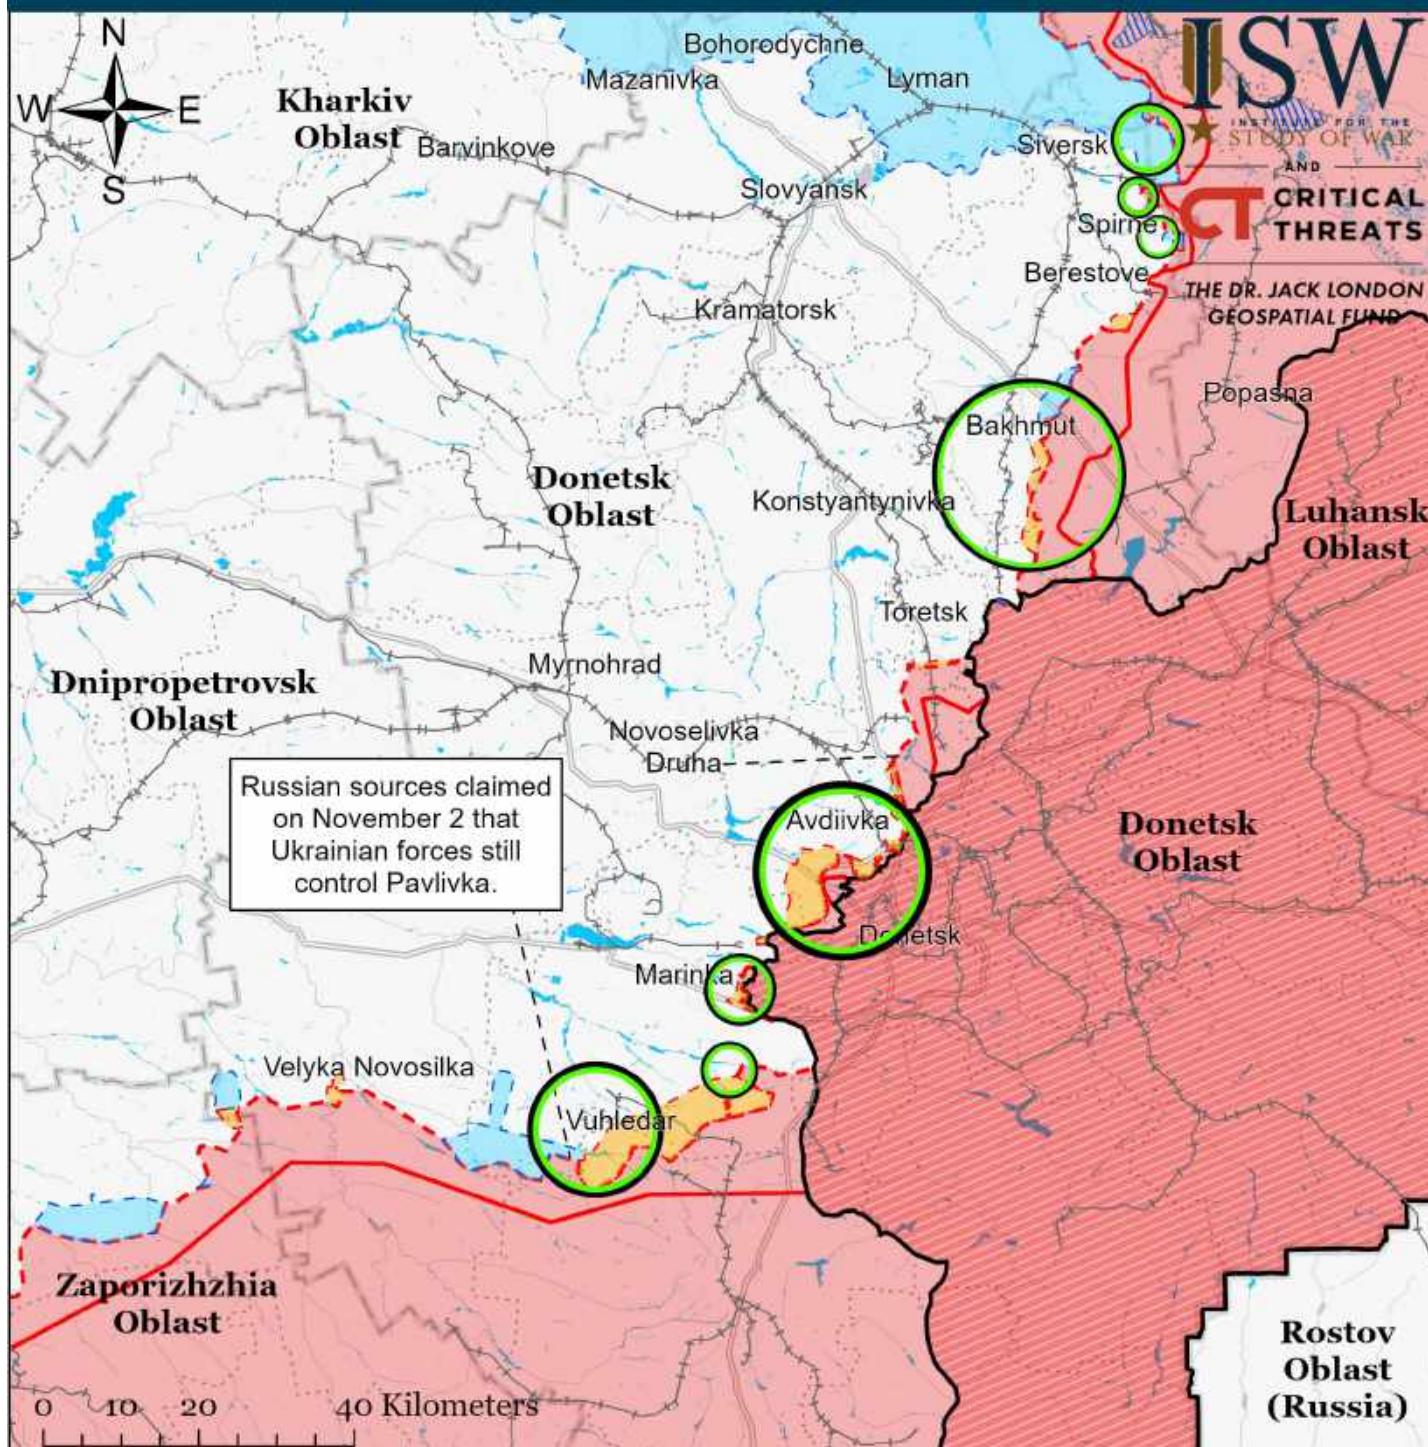 N
W
E
S
ISW
INSTITUTE FOR THE
STUDY OF WAR
AND
CT CRITICAL
THREATS
THE DR. JACK LONDON
GEOSPATIAL FUND
Bohorodychne
Mazanivka
Lyman
Kharkiv
Oblast
Barvinkove
Siversk
Slovyansk
Spirne
Berestove
Kramatorsk
Popasna
Bakhmut
Donetsk
Oblast
Konstyantynivka
Luhansk
Oblast
Toretsk
Myrnohrad
Dnipropetrovsk
Oblast
Novoselivka
Druha
Russian sources claimed
on November 2 that
Ukrainian forces still
control Pavlivka.
Avdiivka
Donetsk
Oblast
Donetsk
Marinka
Velyka Novosilka
Vuhledar
Zaporizhzhia
Oblast
Rostov
Oblast
(Russia)
0 10 20 40 Kilometers